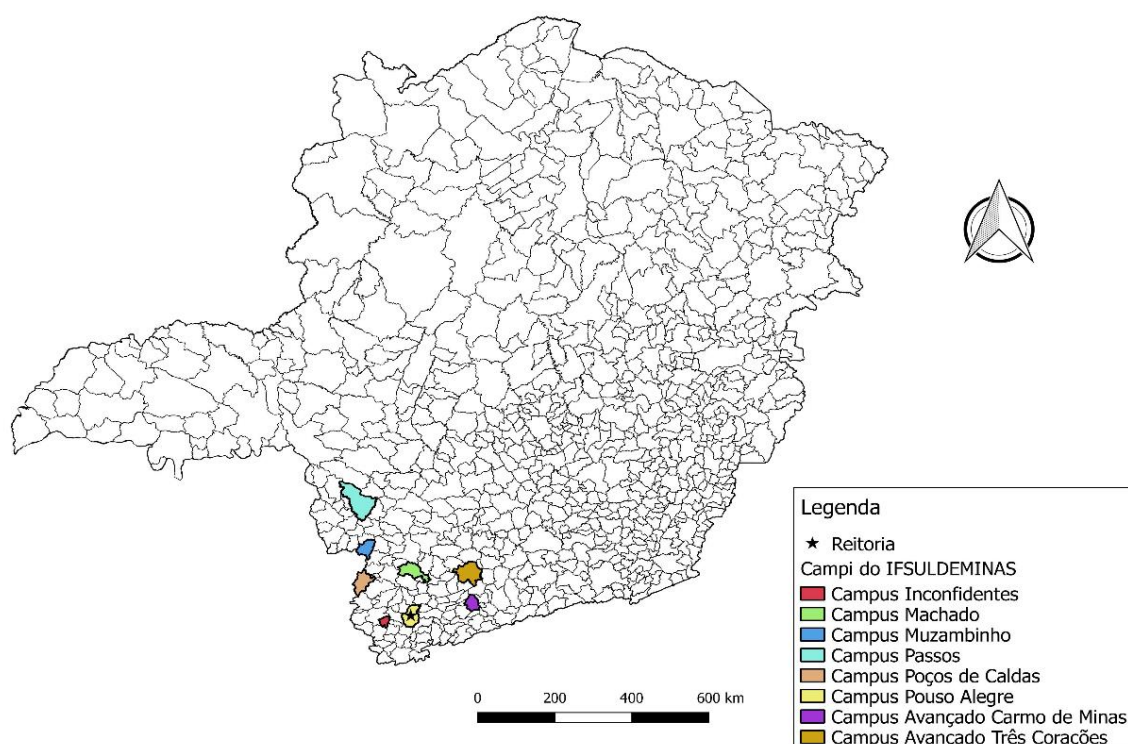 Legenda
Reitoria
Campi do IFSULDEMINAS
Campus Inconfidentes
Campus Machado
Campus Muzambinho
Campus Passos
Campus Poços de Caldas
Campus Pouso Alegre
Campus Avançado Carmo de Minas
Campus Avançado Três Corações
0 200 400 600 km